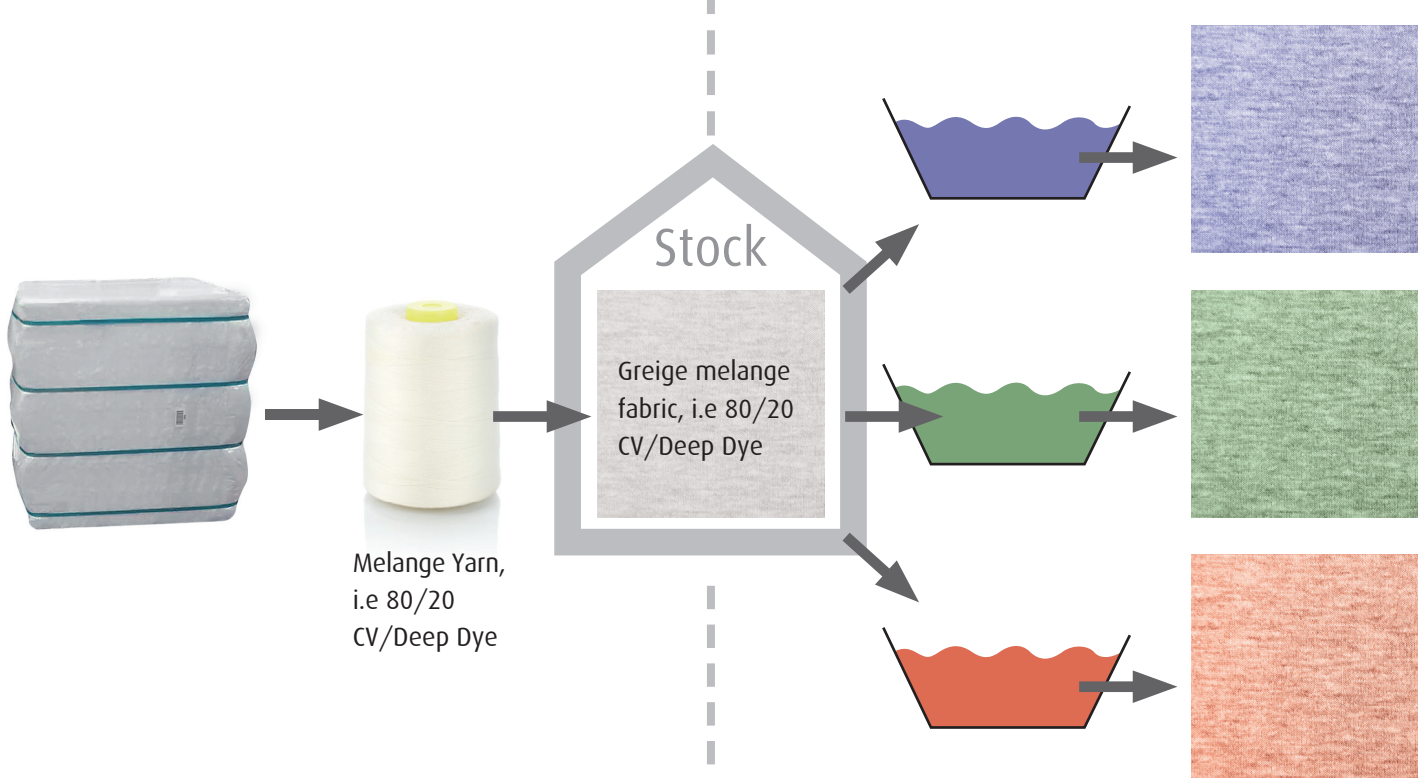 Stock
Greige melange
fabric, i.e 80/20
CV/Deep Dye
Melange Yarn,
i.e 80/20
CV/Deep Dye